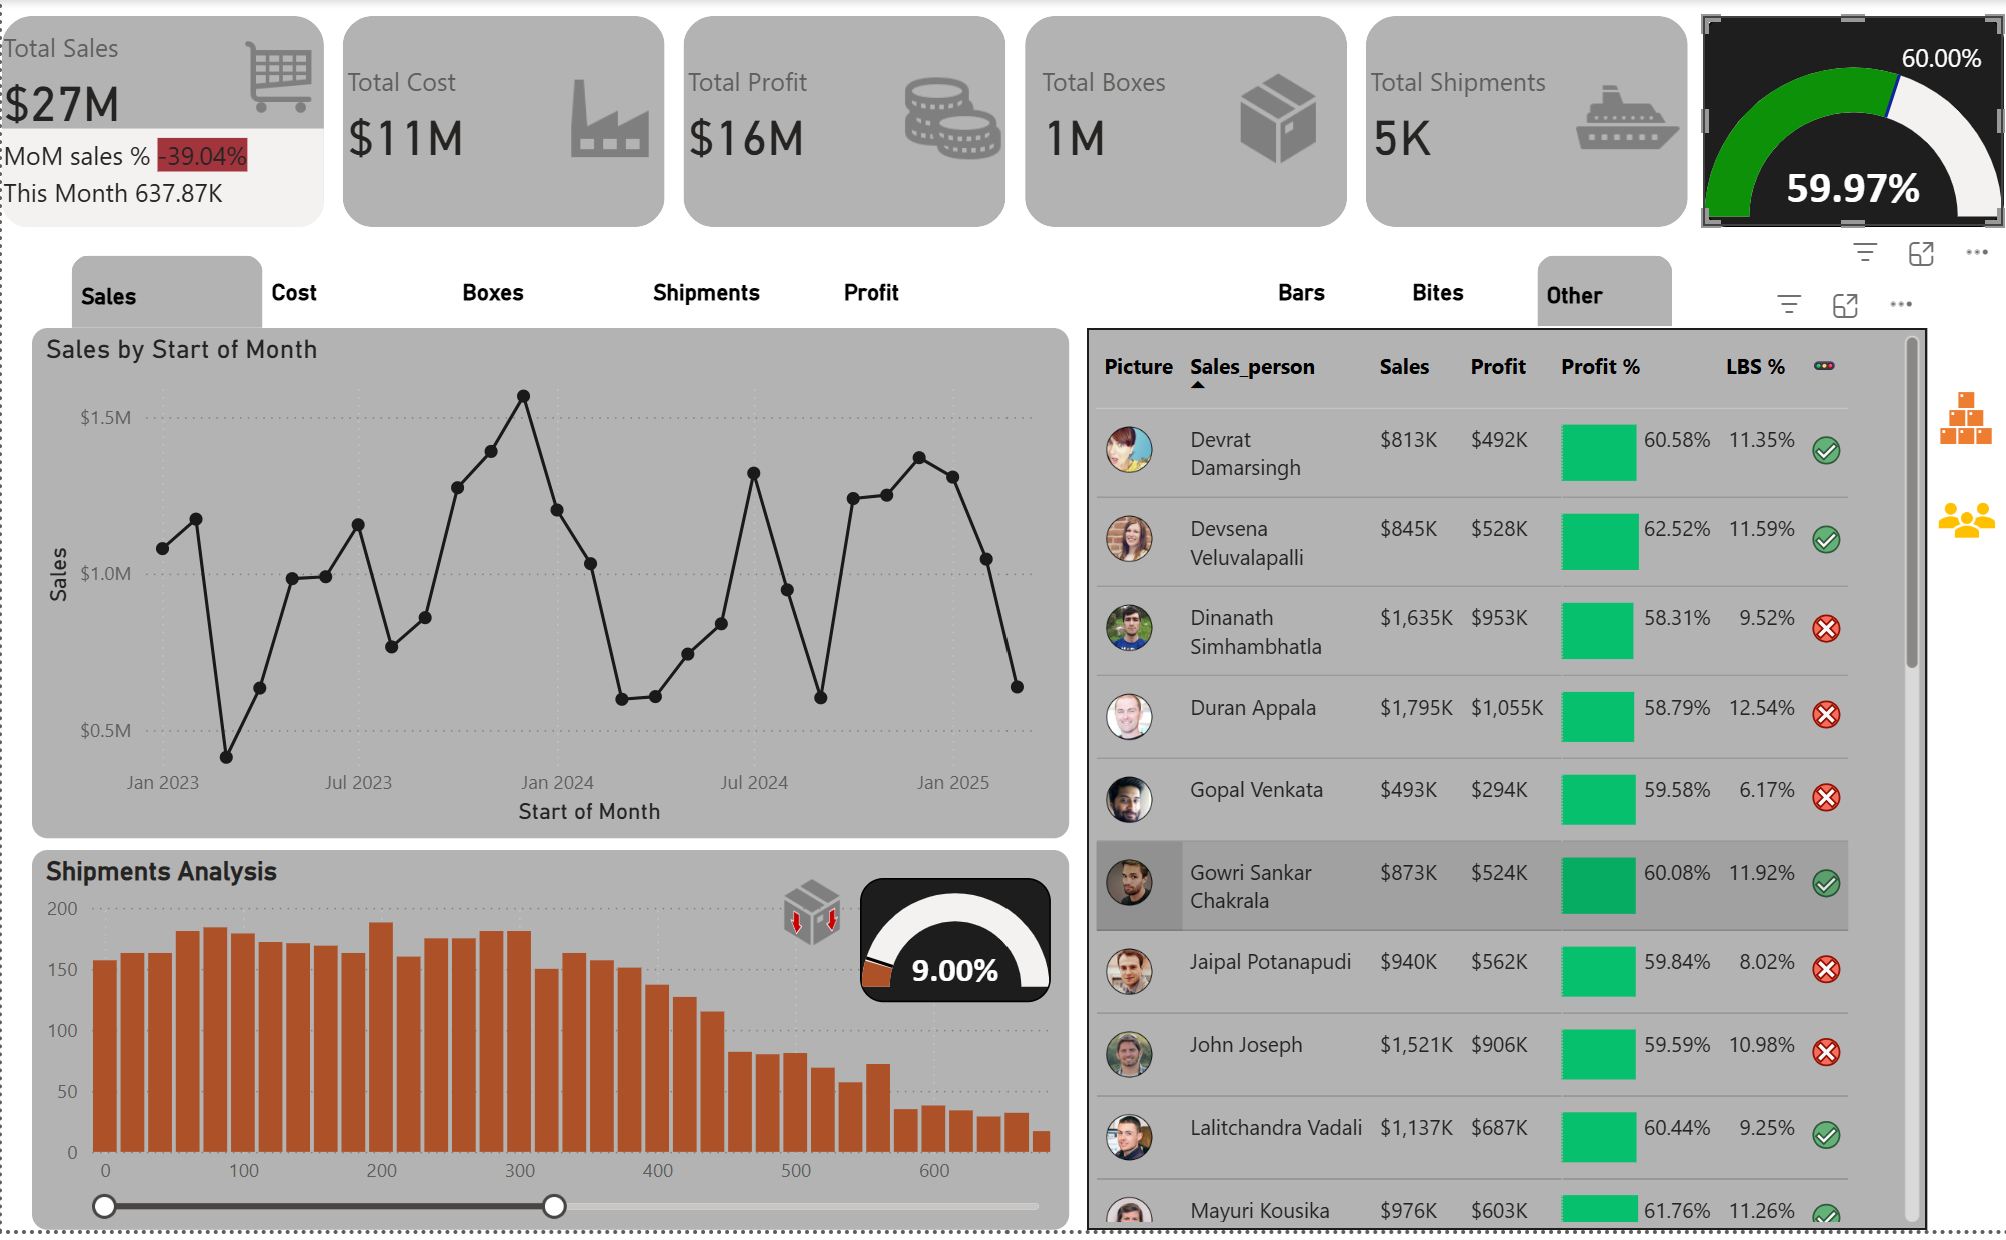 Total Sales
$27M
MoM sales % -39.04%
This Month 637.87K
Total Cost
$11M
Total Profit
$16M
Total Boxes
1M
Total Shipments
5K
60.00%
59.97%
Sales
Cost
Boxes
Shipments
Profit
Bars
Bites
Other
Sales by Start of Month
Sales
$1.5M
$1.0M
$0.5M
Jan 2023
Jul 2023
Jan 2024
Jul 2024
Jan 2025
Start of Month
Shipments Analysis
9.00%
200
150
100
50
0
0
100
200
300
400
500
600
Picture Sales_person Sales Profit Profit % LBS %
Devrat $813K $492K 60.58% 11.35%
Damarsingh
Devsena $845K $528K 62.52% 11.59%
Veluvalapalli
Dinanath $1,635K $953K 58.31% 9.52%
Simhambhatla
Duran Appala $1,795K $1,055K 58.79% 12.54%
Gopal Venkata $493K $294K 59.58% 6.17%
Gowri Sankar $873K $524K 60.08% 11.92%
Chakrala
Jaipal Potanapudi $940K $562K 59.84% 8.02%
John Joseph $1,521K $906K 59.59% 10.98%
Lalitchandra Vadali $1,137K $687K 60.44% 9.25%
Mayuri Kousika $976K $603K 61.76% 11.26%